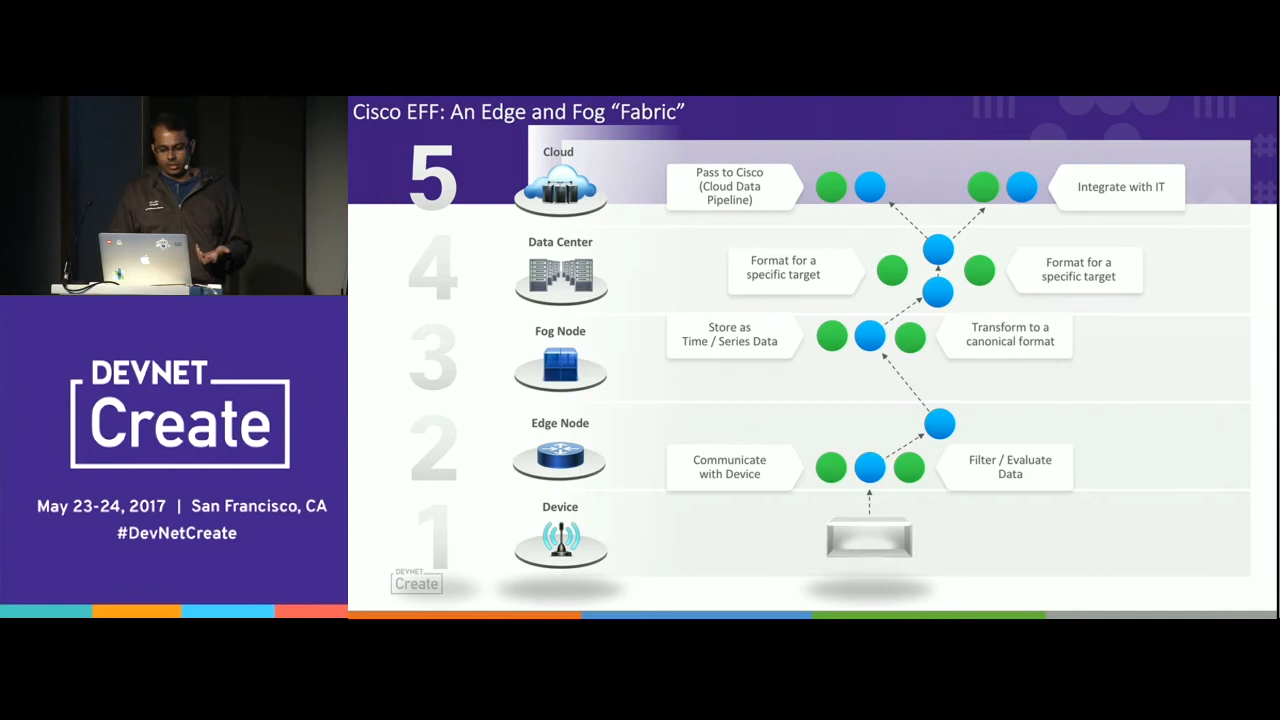 Cisco EFF: An Edge and Fog “Fabric”
5
Cloud
Pass to Cisco
(Cloud Data
Pipeline)
Integrate with IT
4
Data Center
Format for a
specific target
Format for a
specific target
3
Fog Node
Store as
Time / Series Data
Transform to a
canonical format
2
Edge Node
Communicate
with Device
Filter / Evaluate
Data
1
Device
DEVNET
Create
DEVNET
Create
May 23-24, 2017 | San Francisco, CA
#DevNetCreate